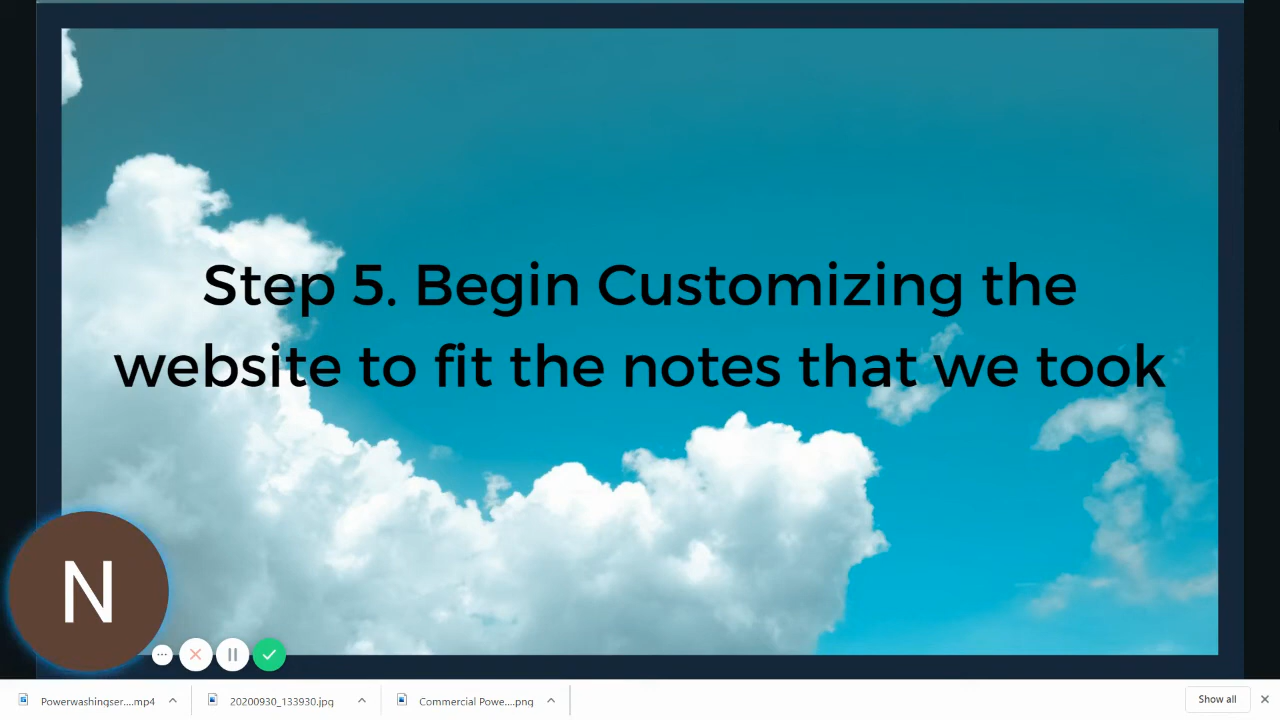 Step 5. Begin Customizing the
website to fit the notes that we took
N
Powerwashingser....mp4
20200930_133930.jpg
Commercial Powe....png
Show all